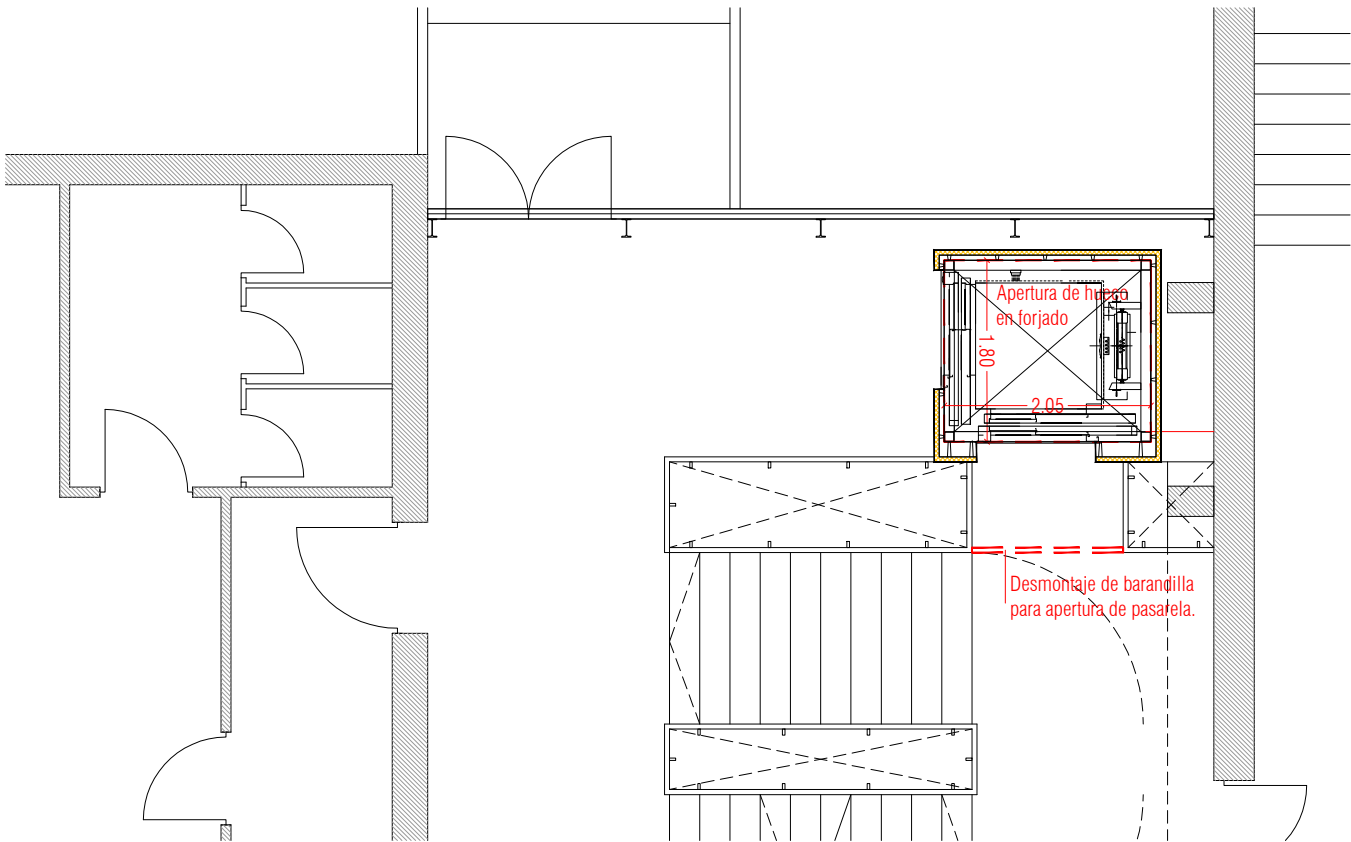 Apertura de hueco
en forjado
1.80
2.05
Desmontaje de barandilla
para apertura de pasarela.